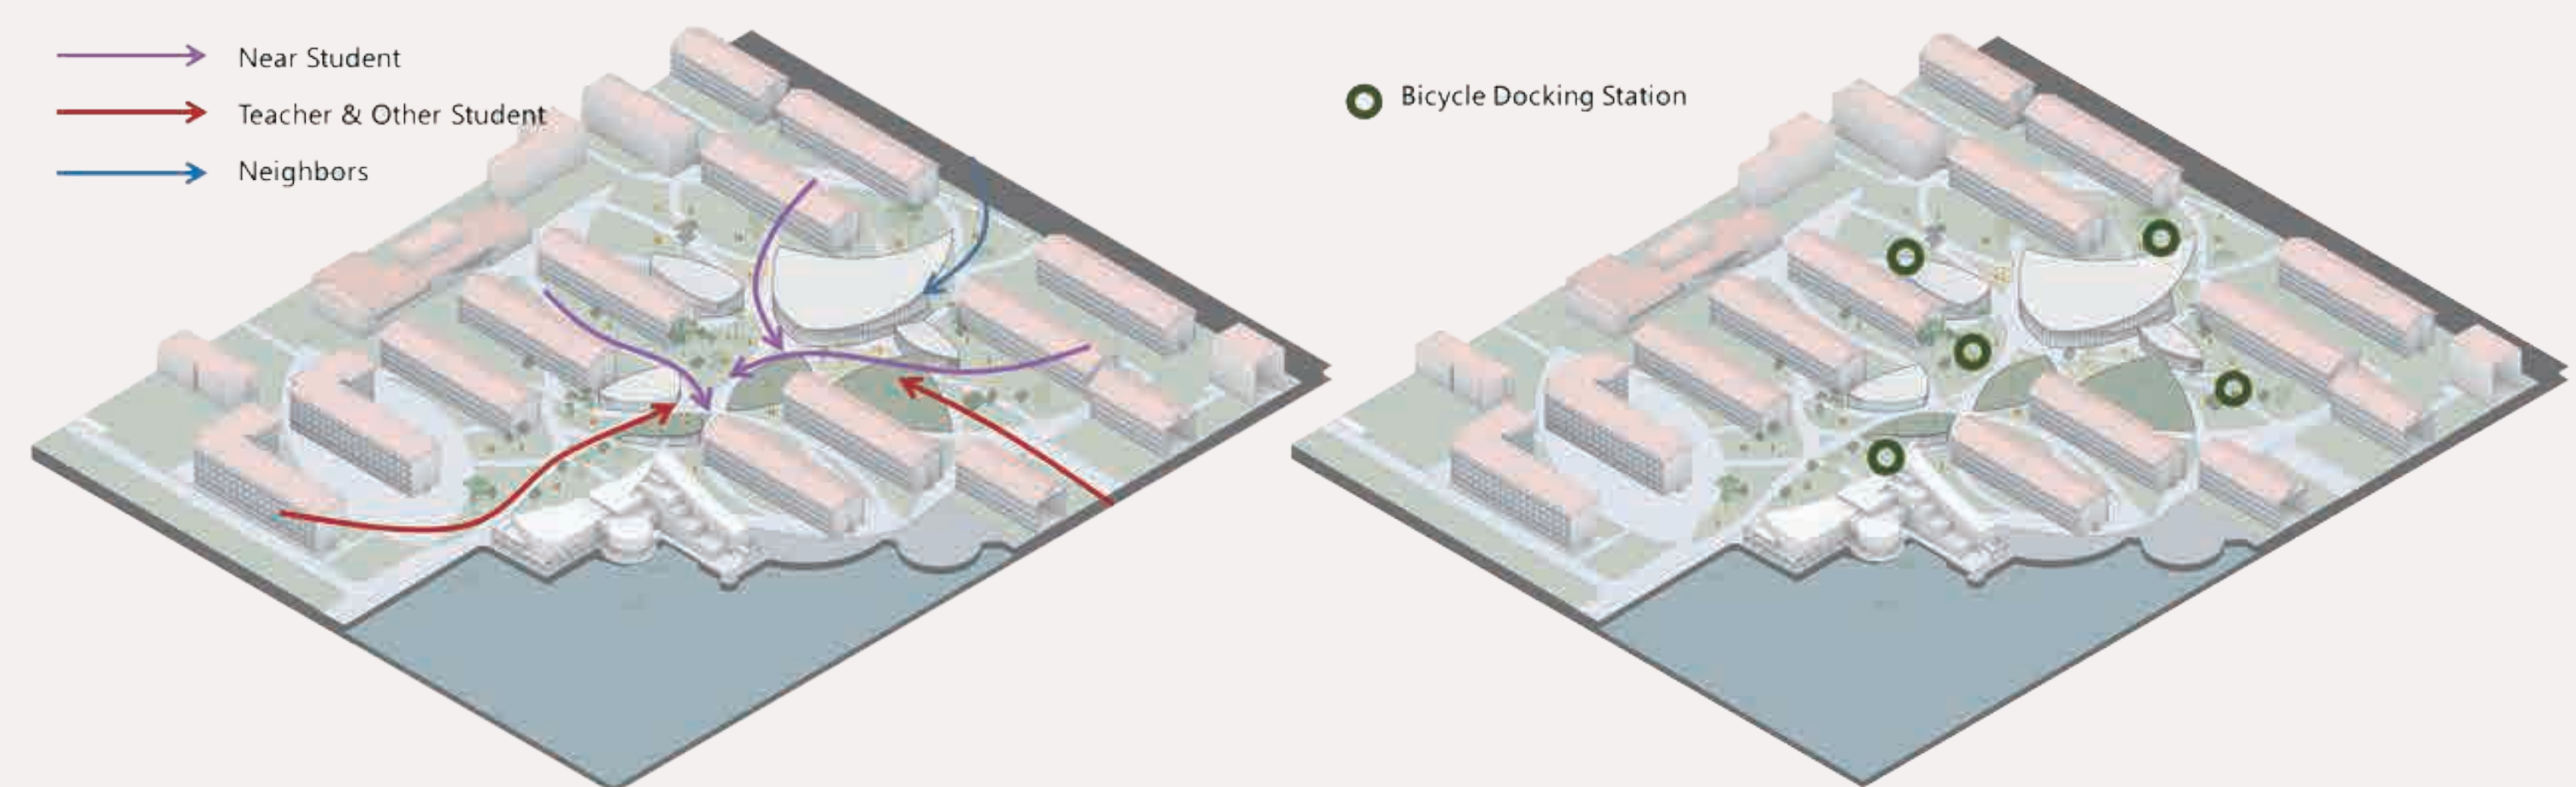 Near Student
Teacher & Other Student
Neighbors
Bicycle Docking Station